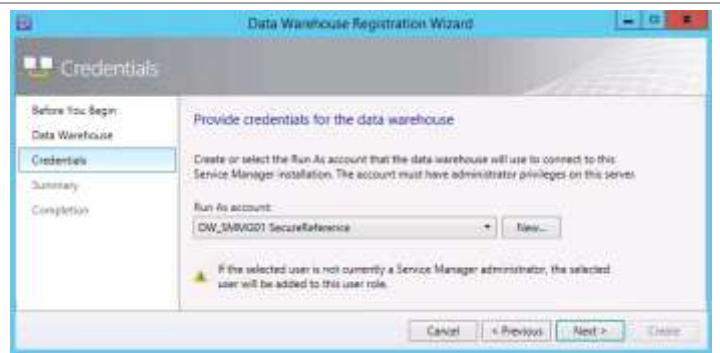 Data Warehouse Registration Wizard
Credentials
Before You Begin
Data Warehouse
Credentials
Summary
Completion
Provide credentials for the data warehouse
Create or select the Run As account that the data warehouse will use to connect to this
Service Manager installation. The account must have administrator privileges on this server.
Run As account:
DW_SMMG01 SecureReference
New...
If the selected user is not currently a Service Manager administrator, the selected
user will be added to this user role.
Cancel
< Previous
Next >
Create